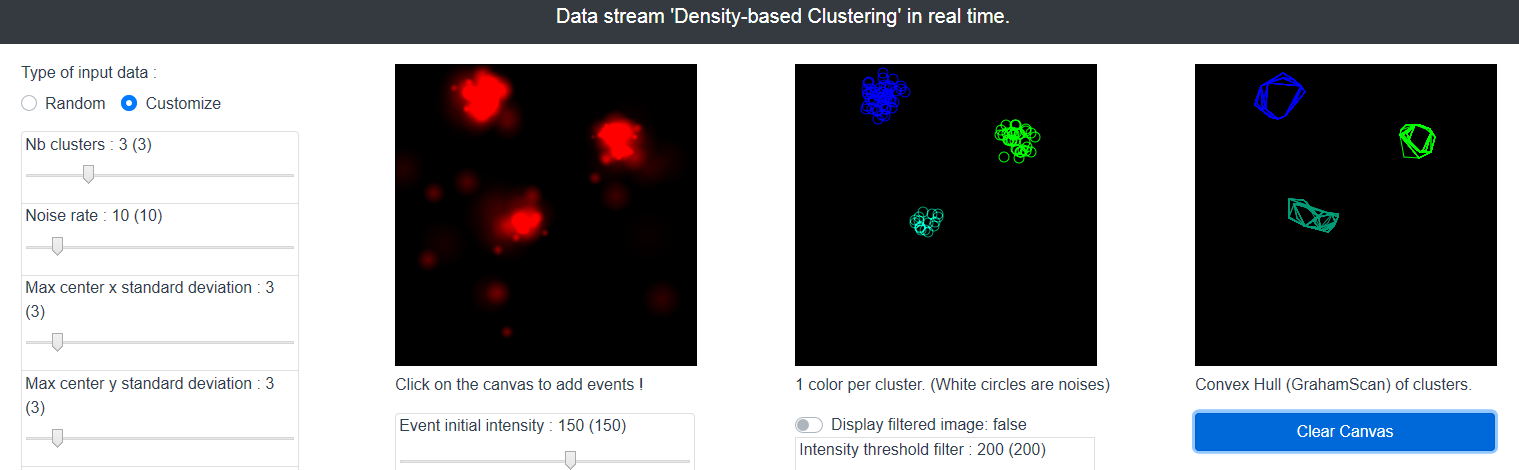 Data stream 'Density-based Clustering' in real time.
Type of input data :
Random
Customize
Nb clusters : 3 (3)
Noise rate : 10 (10)
Max center x standard deviation : 3
(3)
Max center y standard deviation : 3
(3)
Click on the canvas to add events !
Event initial intensity : 150 (150)
1 color per cluster. (White circles are noises)
Display filtered image: false
Intensity threshold filter : 200 (200)
Convex Hull (GrahamScan) of clusters.
Clear Canvas